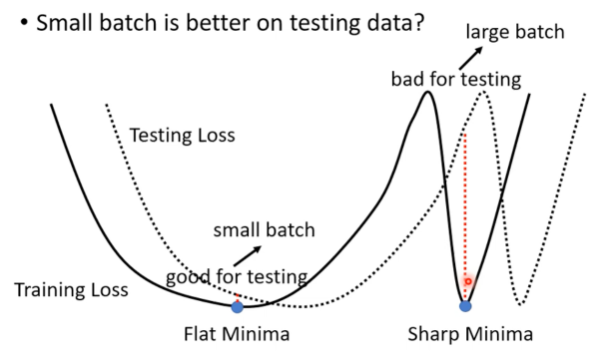 • Small batch is better on testing data?
large batch
bad for testing
Testing Loss
small batch
good for testing
Training Loss
Flat Minima
Sharp Minima